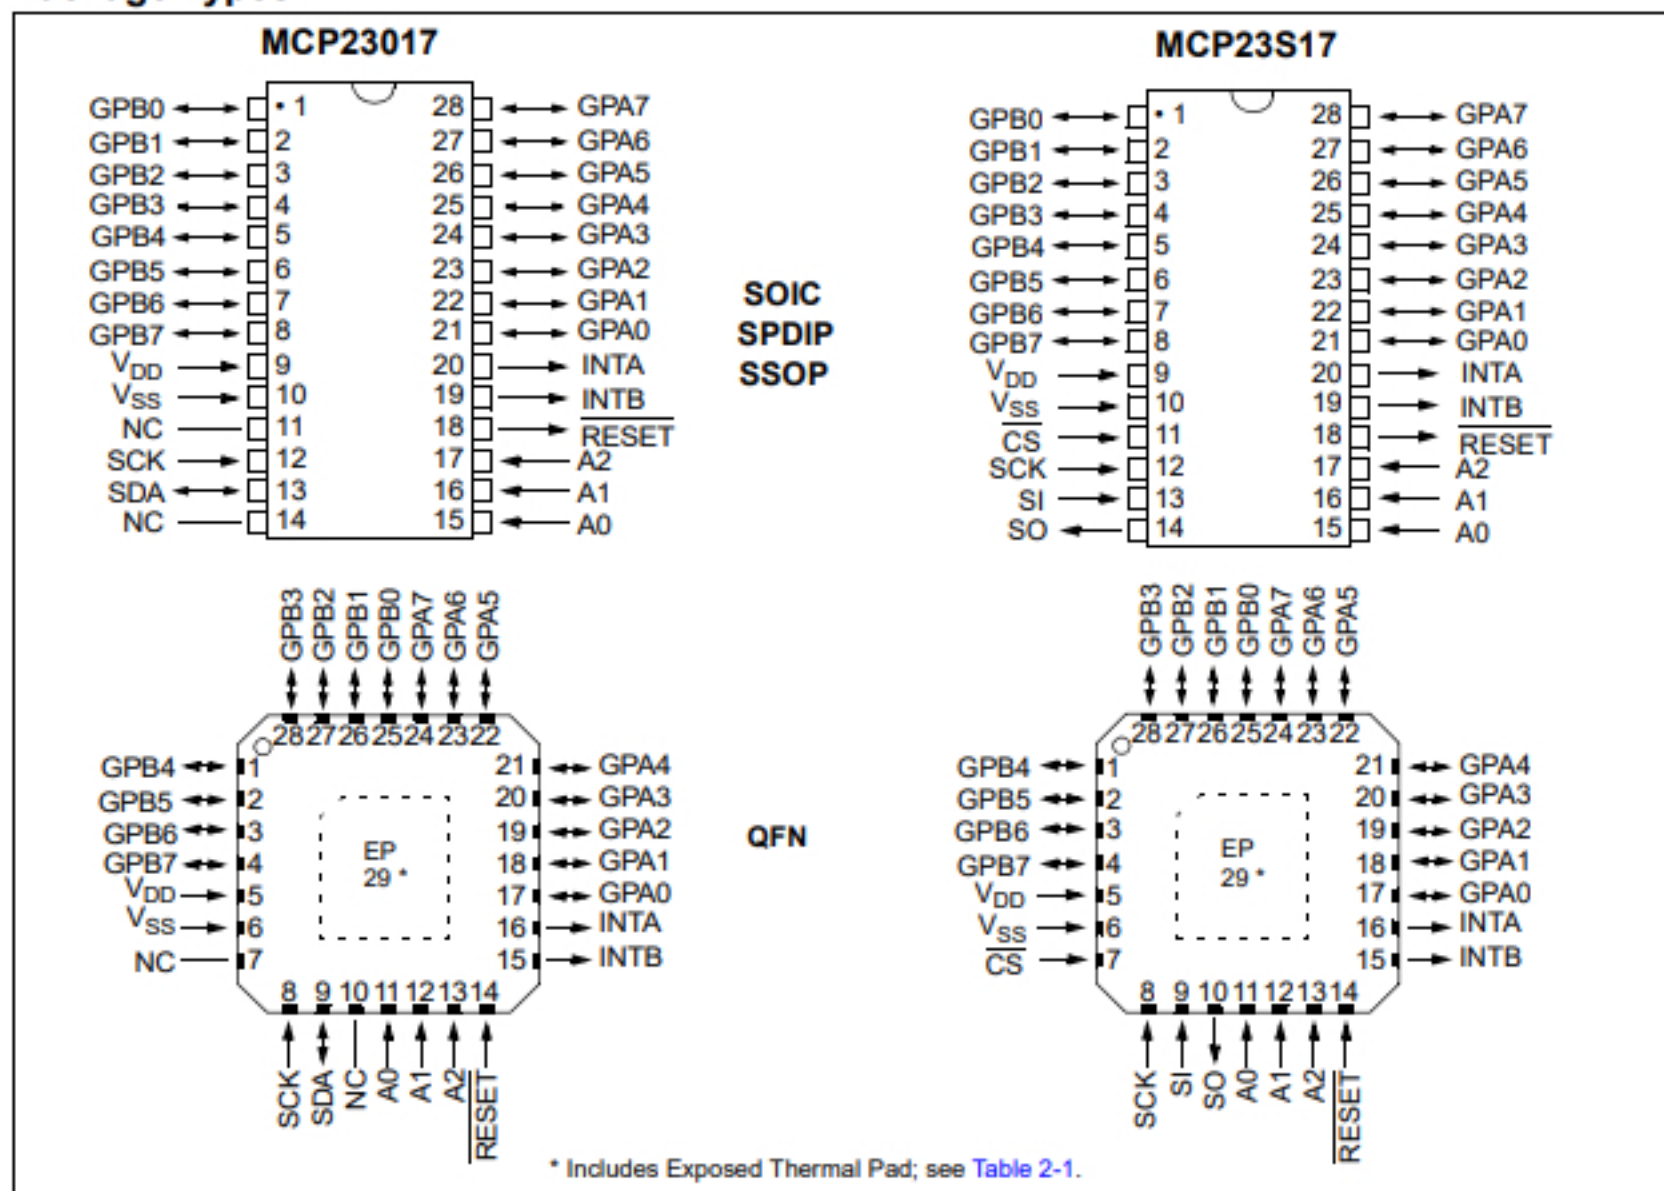 MCP23017
GPB0 • 1 28 GPA7
GPB1 2 27 GPA6
GPB2 3 26 GPA5
GPB3 4 25 GPA4
GPB4 5 24 GPA3
GPB5 6 23 GPA2
GPB6 7 22 GPA1
GPB7 8 21 GPA0
VDD 9 20 INTA
VSS 10 19 INTB
NC 11 18 RESET
SCK 12 17 A2
SDA 13 16 A1
NC 14 15 A0
SOIC
SPDIP
SSOP
MCP23S17
GPB0 • 1 28 GPA7
GPB1 2 27 GPA6
GPB2 3 26 GPA5
GPB3 4 25 GPA4
GPB4 5 24 GPA3
GPB5 6 23 GPA2
GPB6 7 22 GPA1
GPB7 8 21 GPA0
VDD 9 20 INTA
VSS 10 19 INTB
CS 11 18 RESET
SCK 12 17 A2
SI 13 16 A1
SO 14 15 A0
GPB3 GPB2 GPB1 GPB0 GPA7 GPA6 GPA5
28 27 26 25 24 23 22
GPB4 1 21 GPA4
GPB5 2 20 GPA3
GPB6 3 19 GPA2
GPB7 4 18 GPA1
VDD 5 17 GPA0
VSS 6 16 INTA
NC 7 15 INTB
EP
29 *
8 9 10 11 12 13 14
SCK SDA NC A0 A1 A2 RESET
QFN
GPB3 GPB2 GPB1 GPB0 GPA7 GPA6 GPA5
28 27 26 25 24 23 22
GPB4 1 21 GPA4
GPB5 2 20 GPA3
GPB6 3 19 GPA2
GPB7 4 18 GPA1
VDD 5 17 GPA0
VSS 6 16 INTA
CS 7 15 INTB
EP
29 *
8 9 10 11 12 13 14
SCK SI SO A0 A1 A2 RESET
* Includes Exposed Thermal Pad; see Table 2-1.